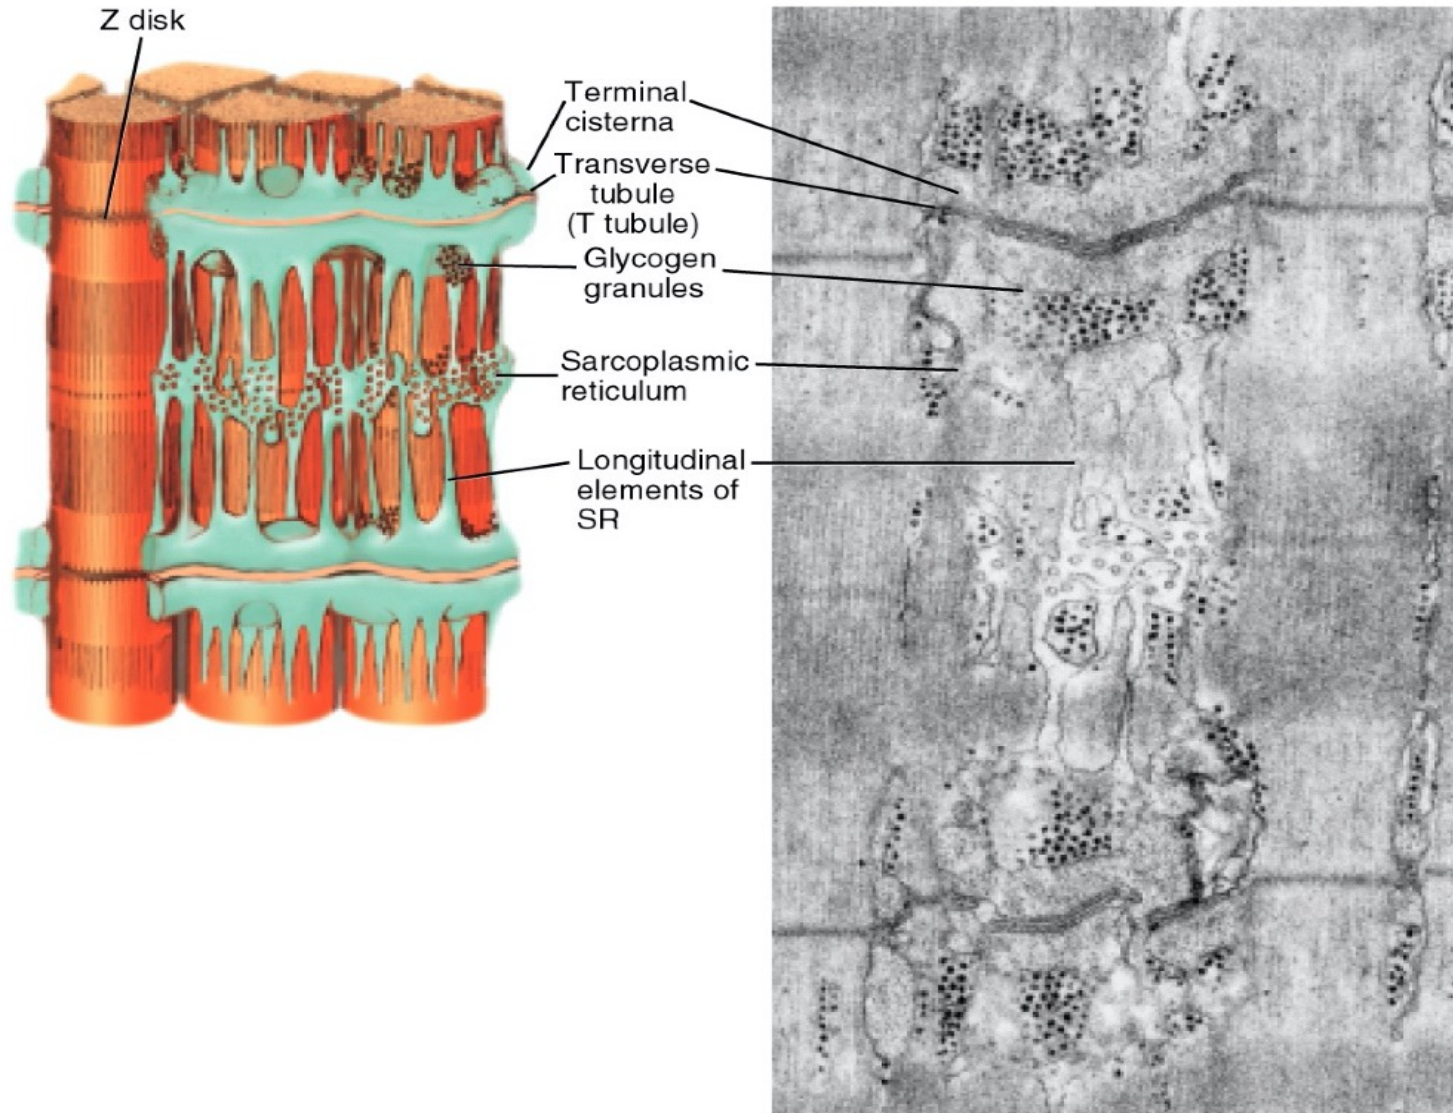 Z disk
Terminal
cisterna
Transverse
tubule
(T tubule)
Glycogen
granules
Sarcoplasmic
reticulum
Longitudinal
elements of
SR